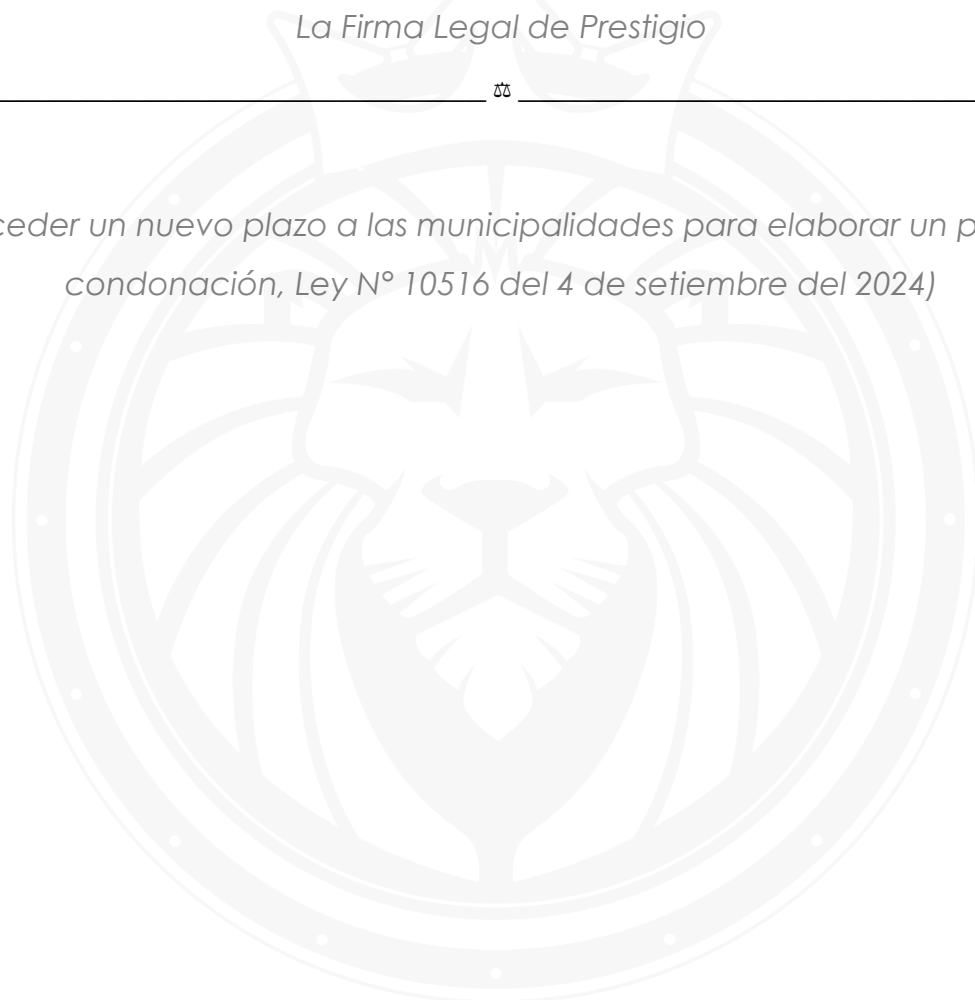 La Firma Legal de Prestigio
⚖
ceder un nuevo plazo a las municipalidades para elaborar un p
condonación, Ley N° 10516 del 4 de setiembre del 2024)